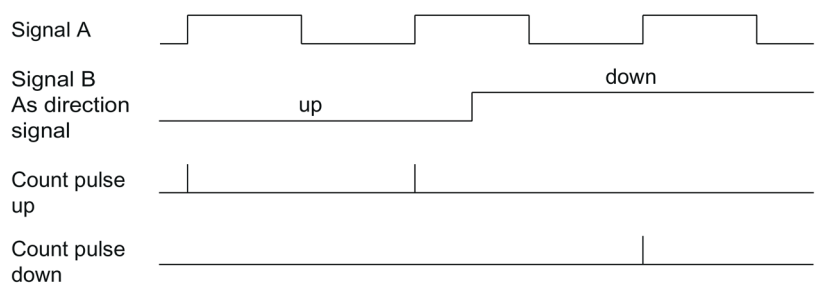 Signal A
Signal B
down
As direction
up
signal
Count pulse
up
Count pulse
down